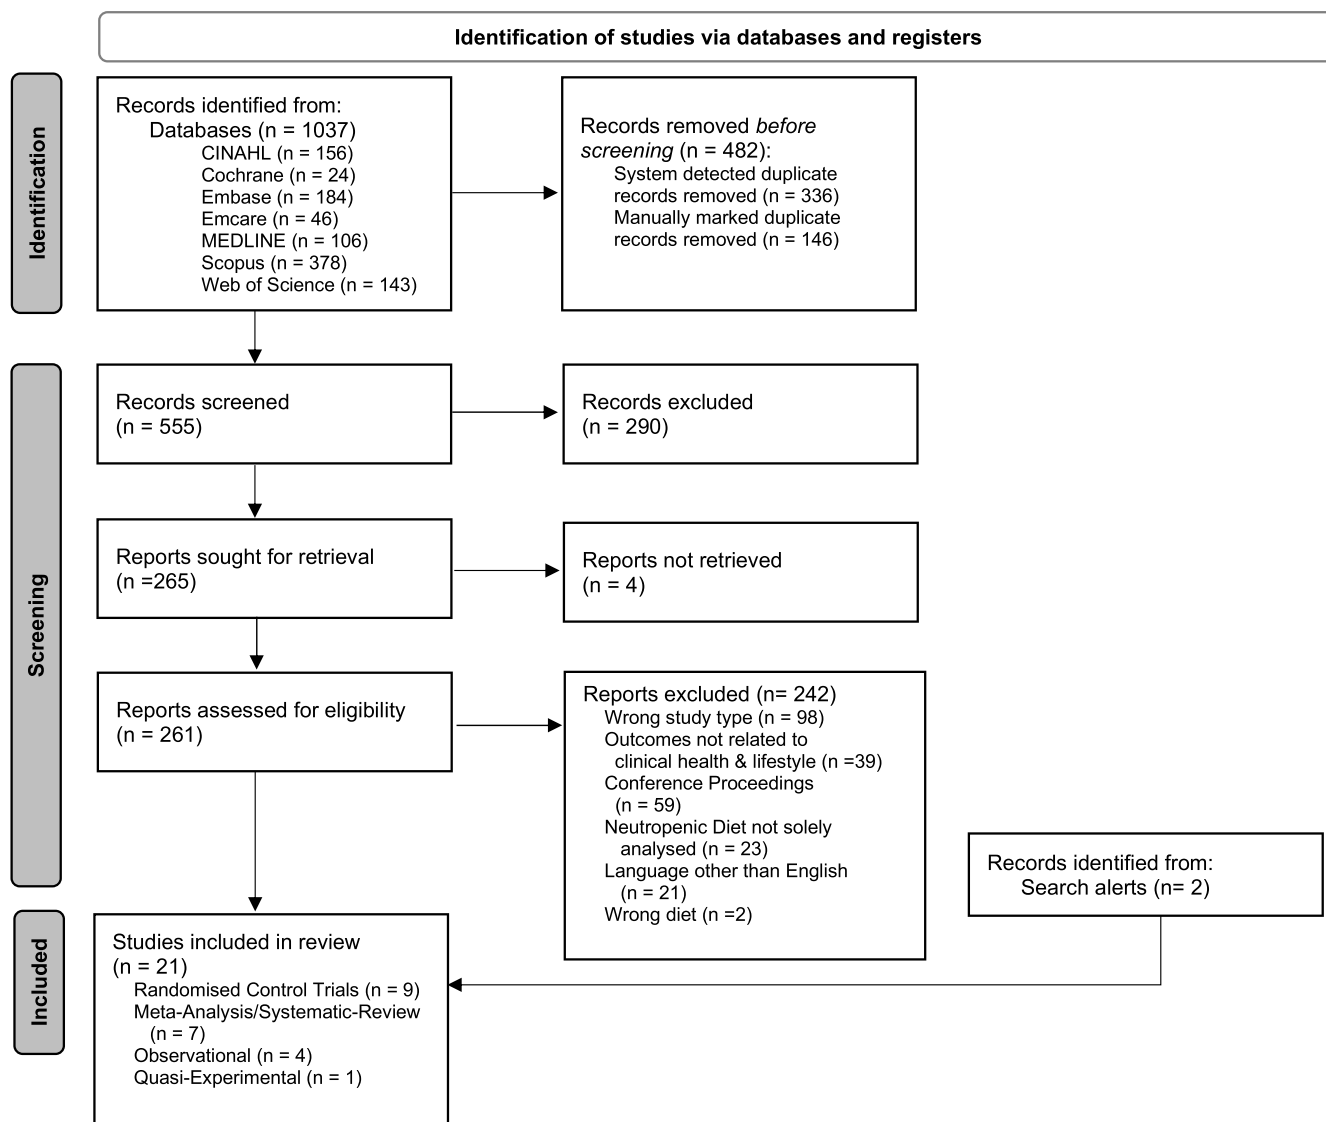 Identification of studies via databases and registers
Identification
Records identified from:
Databases (n = 1037)
CINAHL (n = 156)
Cochrane (n = 24)
Embase (n = 184)
Emcare (n = 46)
MEDLINE (n = 106)
Scopus (n = 378)
Web of Science (n = 143)
Records removed before
screening (n = 482):
System detected duplicate
records removed (n = 336)
Manually marked duplicate
records removed (n = 146)
Screening
Records screened
(n = 555)
Records excluded
(n = 290)
Reports sought for retrieval
(n =265)
Reports not retrieved
(n = 4)
Reports assessed for eligibility
(n = 261)
Reports excluded (n= 242)
Wrong study type (n = 98)
Outcomes not related to
clinical health & lifestyle (n =39)
Conference Proceedings
(n = 59)
Neutropenic Diet not solely
analysed (n = 23)
Language other than English
(n = 21)
Wrong diet (n =2)
Records identified from:
Search alerts (n= 2)
Included
Studies included in review
(n = 21)
Randomised Control Trials (n = 9)
Meta-Analysis/Systematic-Review
(n = 7)
Observational (n = 4)
Quasi-Experimental (n = 1)